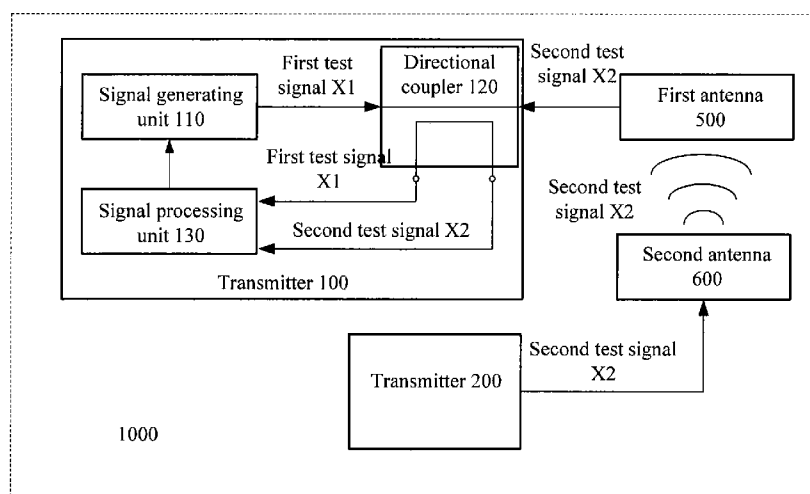 First test
signal X1
Directional
coupler 120
Second test
signal X2
Signal generating
unit 110
First antenna
500
First test signal
X1
Second test
signal X2
Signal processing
unit 130
Second test signal X2
Second antenna
600
Transmitter 100
Second test signal
X2
Transmitter 200
1000